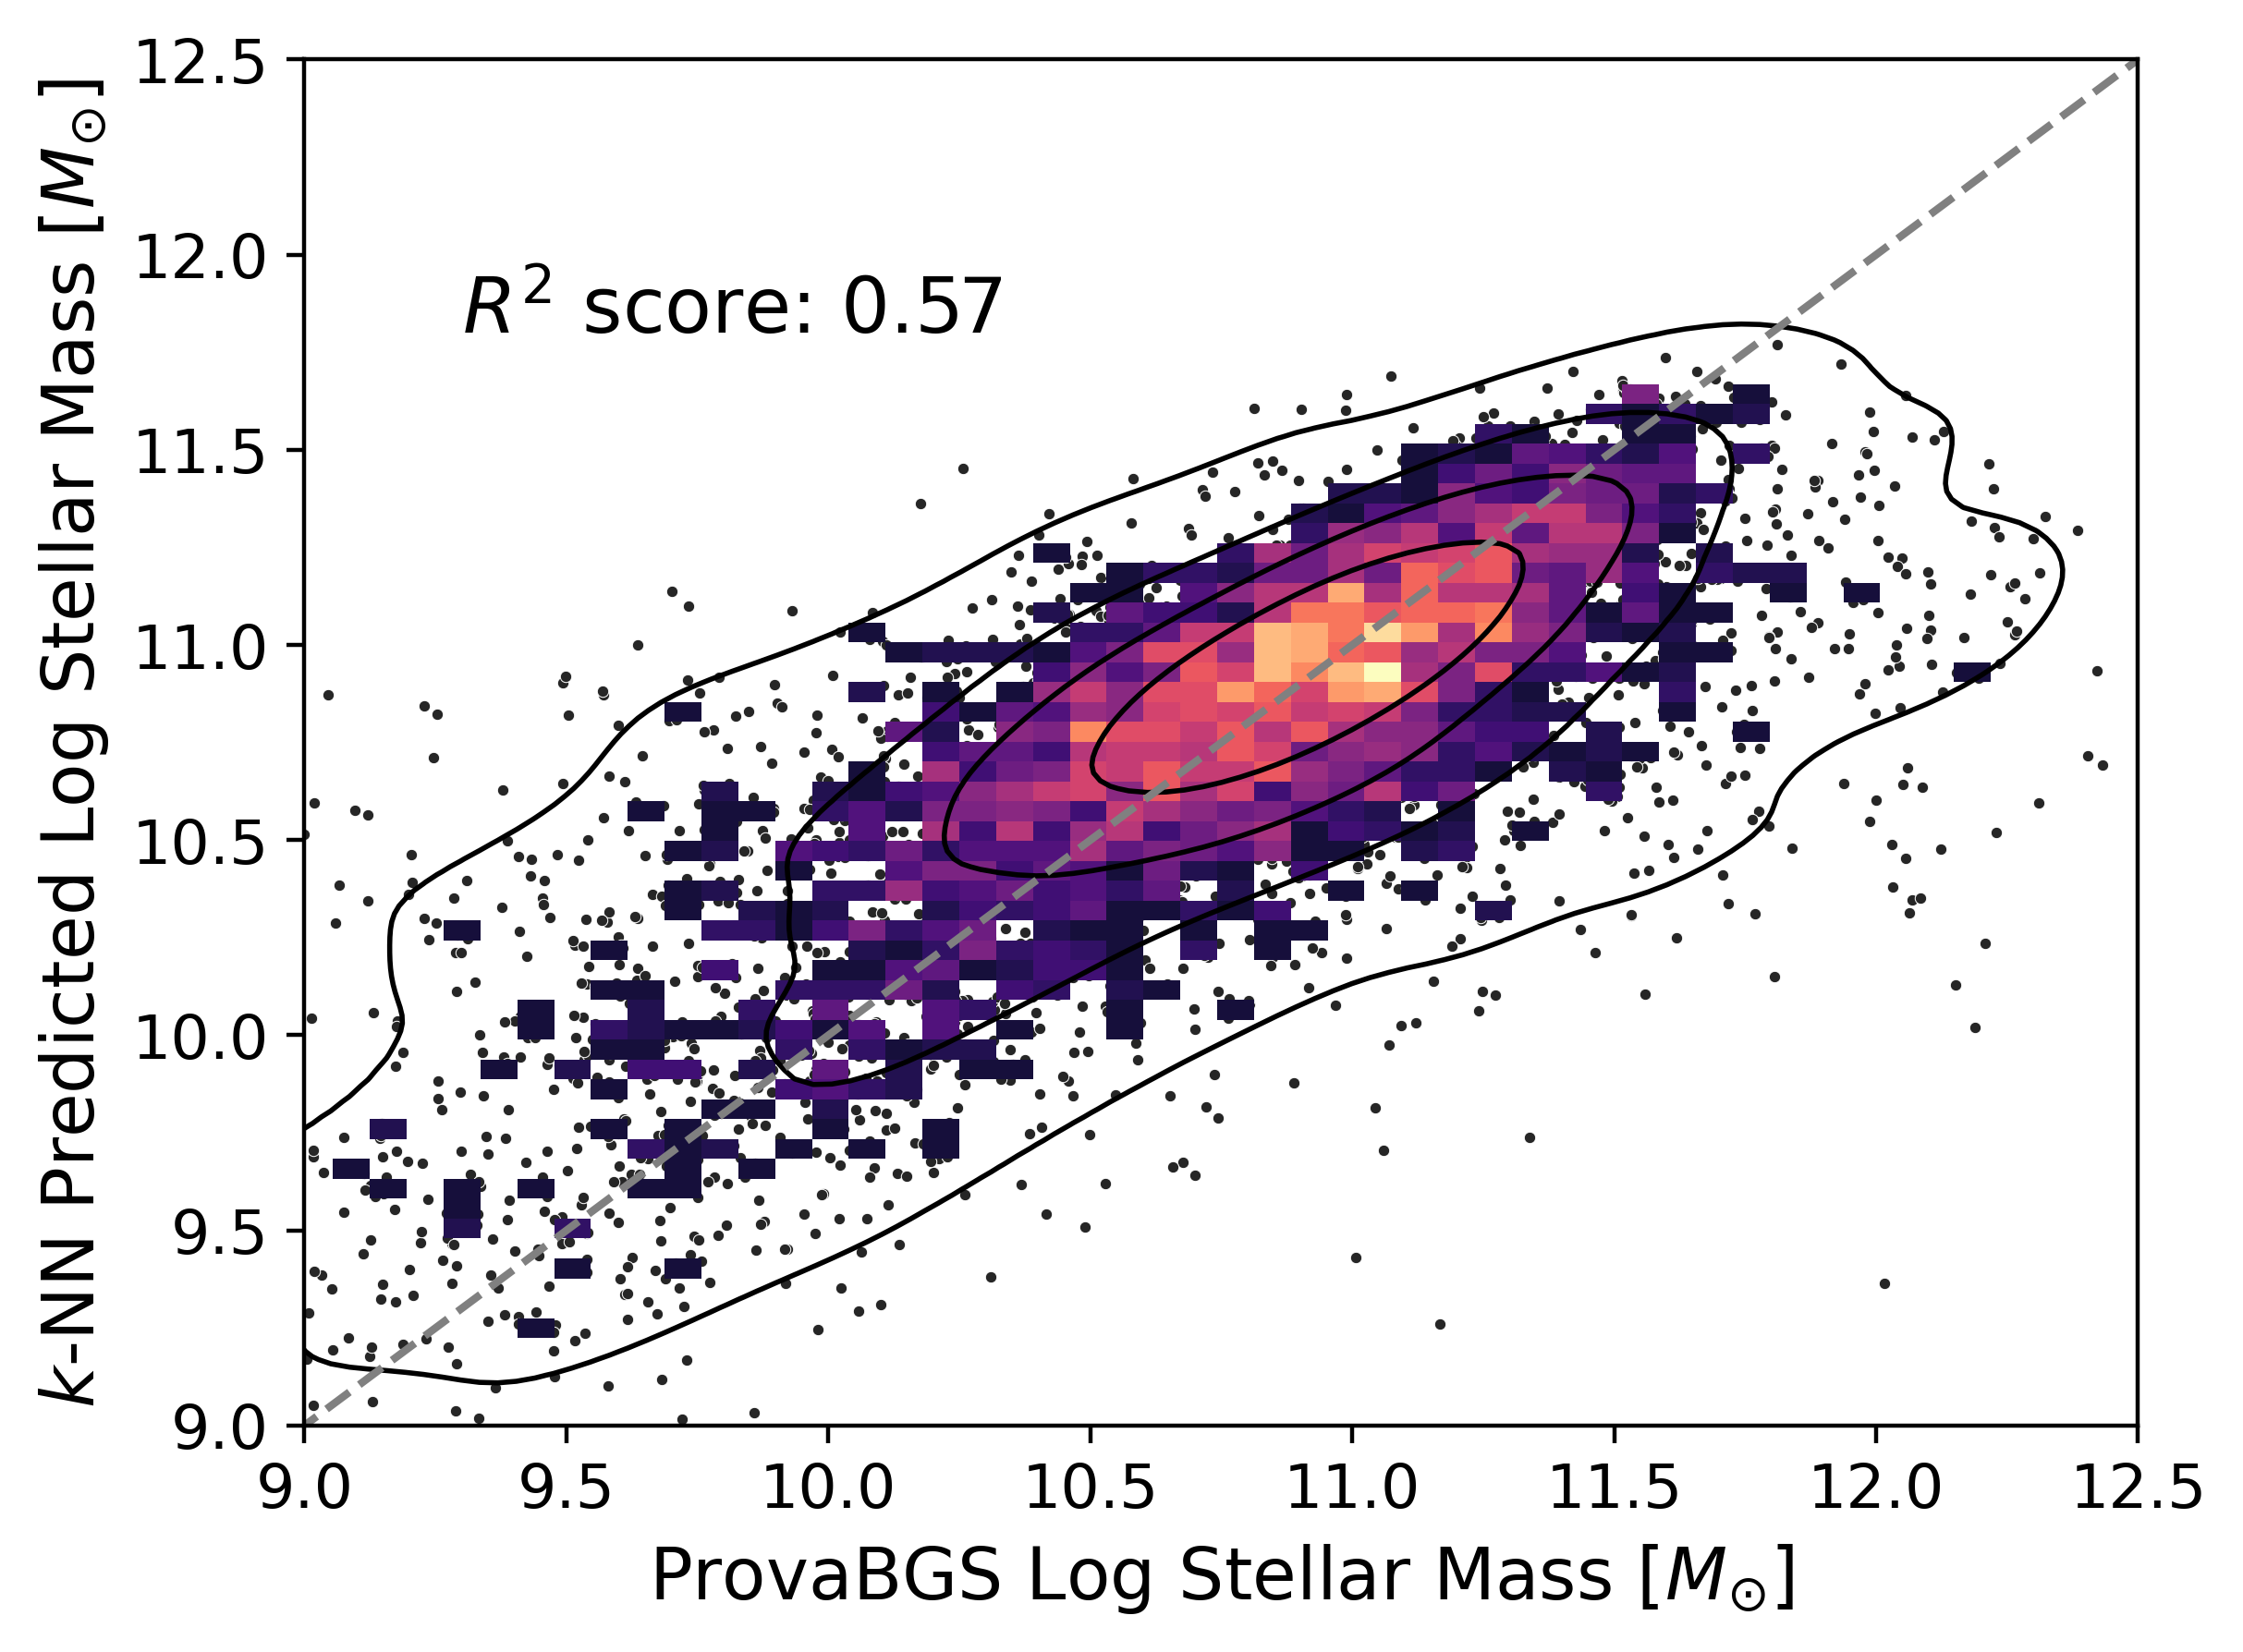 k-NN Predicted Log Stellar Mass [M⊙]
12.5
12.0
11.5
11.0
10.5
10.0
9.5
9.0
R² score: 0.57
9.0 9.5 10.0 10.5 11.0 11.5 12.0 12.5
ProvaBGS Log Stellar Mass [M⊙]